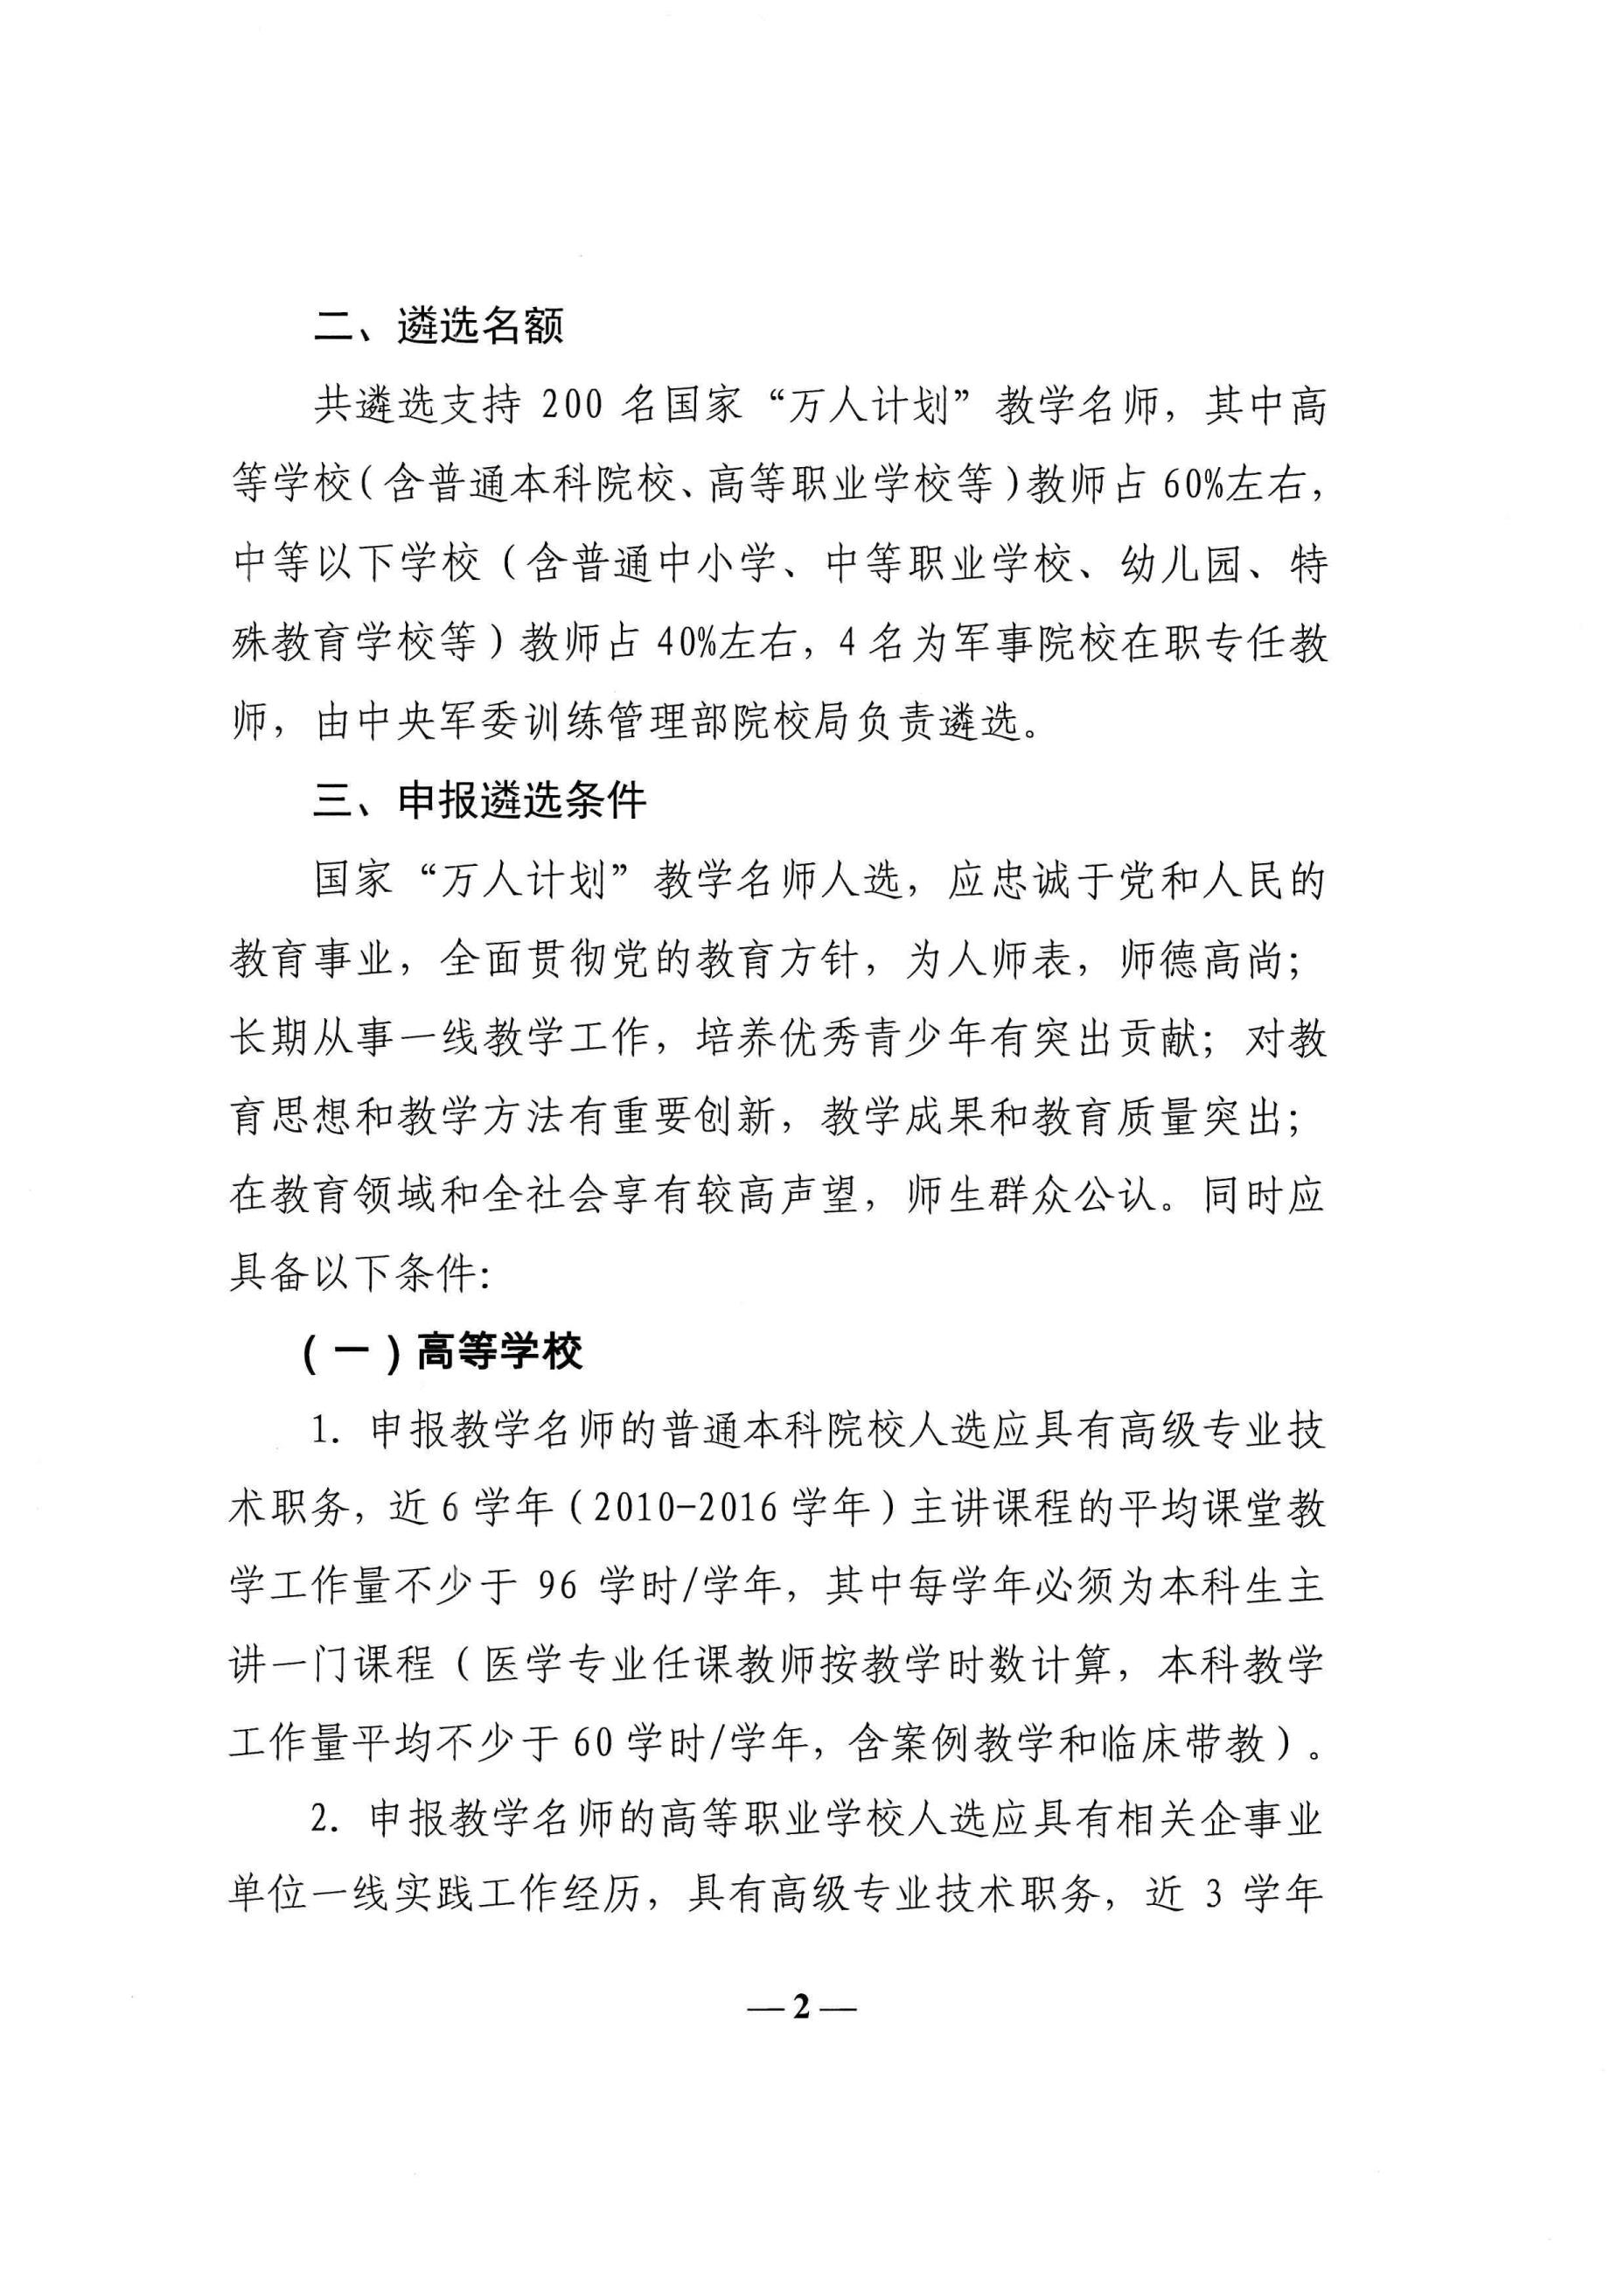 二、遴选名额
共遴选支持 200 名国家“万人计划”教学名师，其中高
等学校（含普通本科院校、高等职业学校等）教师占 60%左右，
中等以下学校（含普通中小学、中等职业学校、幼儿园、特
殊教育学校等）教师占 40%左右，4 名为军事院校在职专任教
师，由中央军委训练管理部院校局负责遴选。
三、申报遴选条件
国家“万人计划”教学名师人选，应忠诚于党和人民的
教育事业，全面贯彻党的教育方针，为人师表，师德高尚；
长期从事一线教学工作，培养优秀青少年有突出贡献；对教
育思想和教学方法有重要创新，教学成果和教育质量突出；
在教育领域和全社会享有较高声望，师生群众公认。同时应
具备以下条件：
（一）高等学校
1. 申报教学名师的普通本科院校人选应具有高级专业技
术职务，近 6 学年（2010-2016 学年）主讲课程的平均课堂教
学工作量不少于 96 学时/学年，其中每学年必须为本科生主
讲一门课程（医学专业任课教师按教学时数计算，本科教学
工作量平均不少于 60 学时/学年，含案例教学和临床带教）。
2. 申报教学名师的高等职业学校人选应具有相关企事业
单位一线实践工作经历，具有高级专业技术职务，近 3 学年
— 2 —